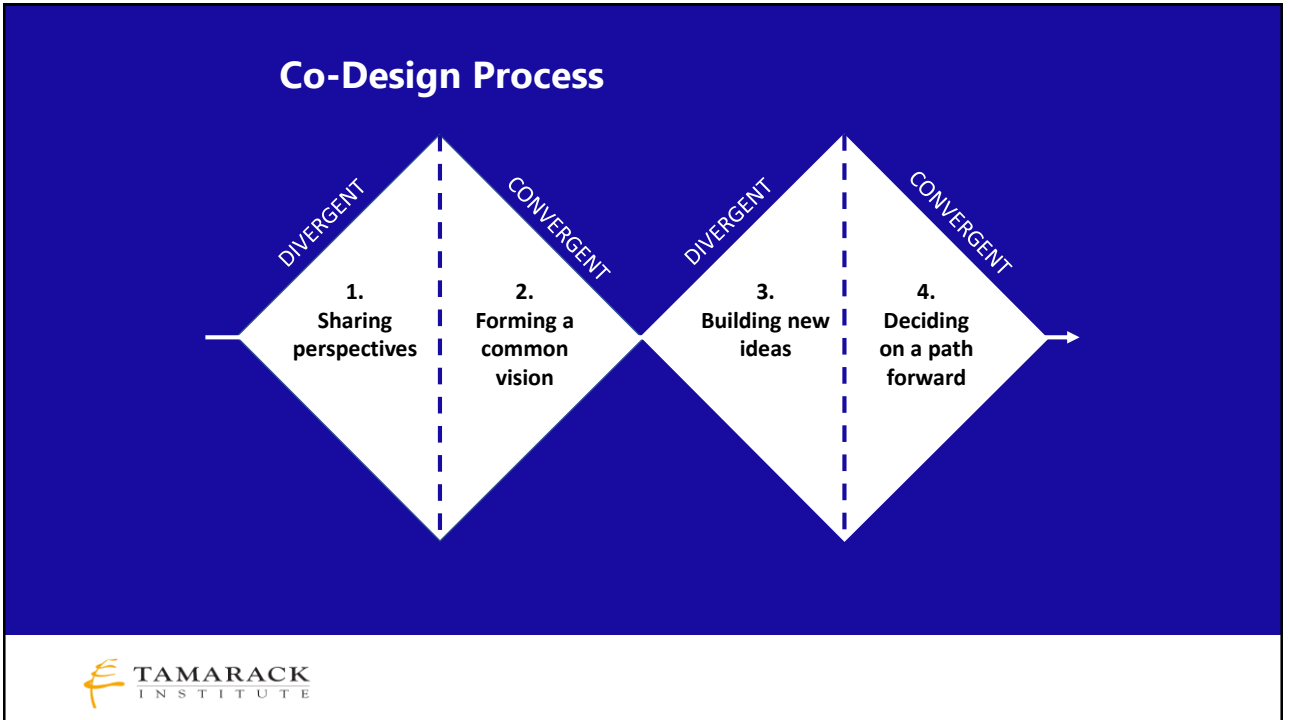 Co-Design Process
DIVERGENT
CONVERGENT
DIVERGENT
CONVERGENT
1.
Sharing
perspectives
2.
Forming a
common
vision
3.
Building new
ideas
4.
Deciding
on a path
forward
TAMARACK
INSTITUTE